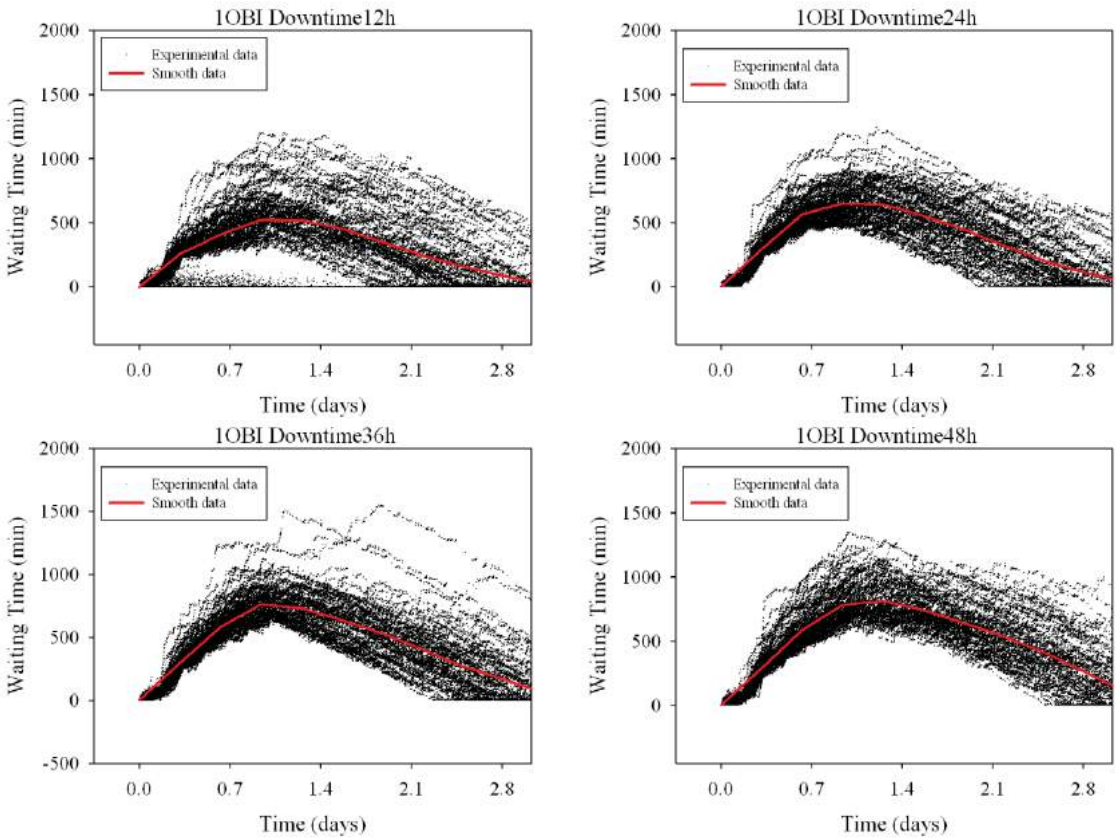 1OBI Downtime12h
2000
1500
1000
500
0
Waiting Time (min)
Experimental data
Smooth data
0.0 0.7 1.4 2.1 2.8
Time (days)
1OBI Downtime24h
2000
1500
1000
500
0
Waiting Time (min)
Experimental data
Smooth data
0.0 0.7 1.4 2.1 2.8
Time (days)
1OBI Downtime36h
2000
1500
1000
500
0
-500
Waiting Time (min)
Experimental data
Smooth data
0.0 0.7 1.4 2.1 2.8
Time (days)
1OBI Downtime48h
2000
1500
1000
500
0
Waiting Time (min)
Experimental data
Smooth data
0.0 0.7 1.4 2.1 2.8
Time (days)